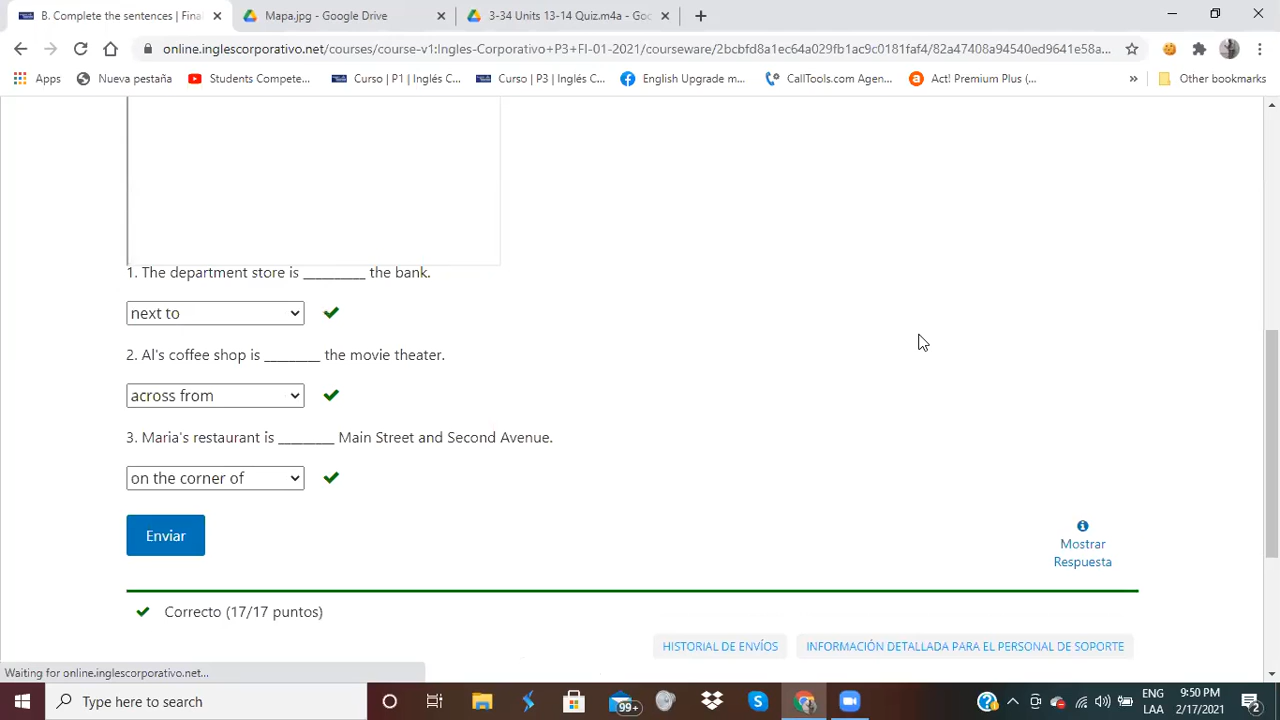 B. Complete the sentences | Final
Mapa.jpg - Google Drive
3-34 Units 13-14 Quiz.m4a - Goo
online.inglescorporativo.net/courses/course-v1:Ingles-Corporativo+P3+FI-01-2021/courseware/2bcbfd8a1ec64a029fb1ac9c0181faf4/82a47408a94540ed9641e58a...
Apps
Nueva pestaña
Students Compete...
Curso | P1 | Inglés C...
Curso | P3 | Inglés C...
English Upgrade m...
CallTools.com Agen...
Act! Premium Plus (...
»
Other bookmarks
1. The department store is __________ the bank.
next to
2. Al's coffee shop is _________ the movie theater.
across from
3. Maria's restaurant is _________ Main Street and Second Avenue.
on the corner of
Enviar
Mostrar
Respuesta
Correcto (17/17 puntos)
HISTORIAL DE ENVÍOS
INFORMACIÓN DETALLADA PARA EL PERSONAL DE SOPORTE
Waiting for online.inglescorporativo.net...
Type here to search
99+
ENG
LAA
9:50 PM
2/17/2021
2